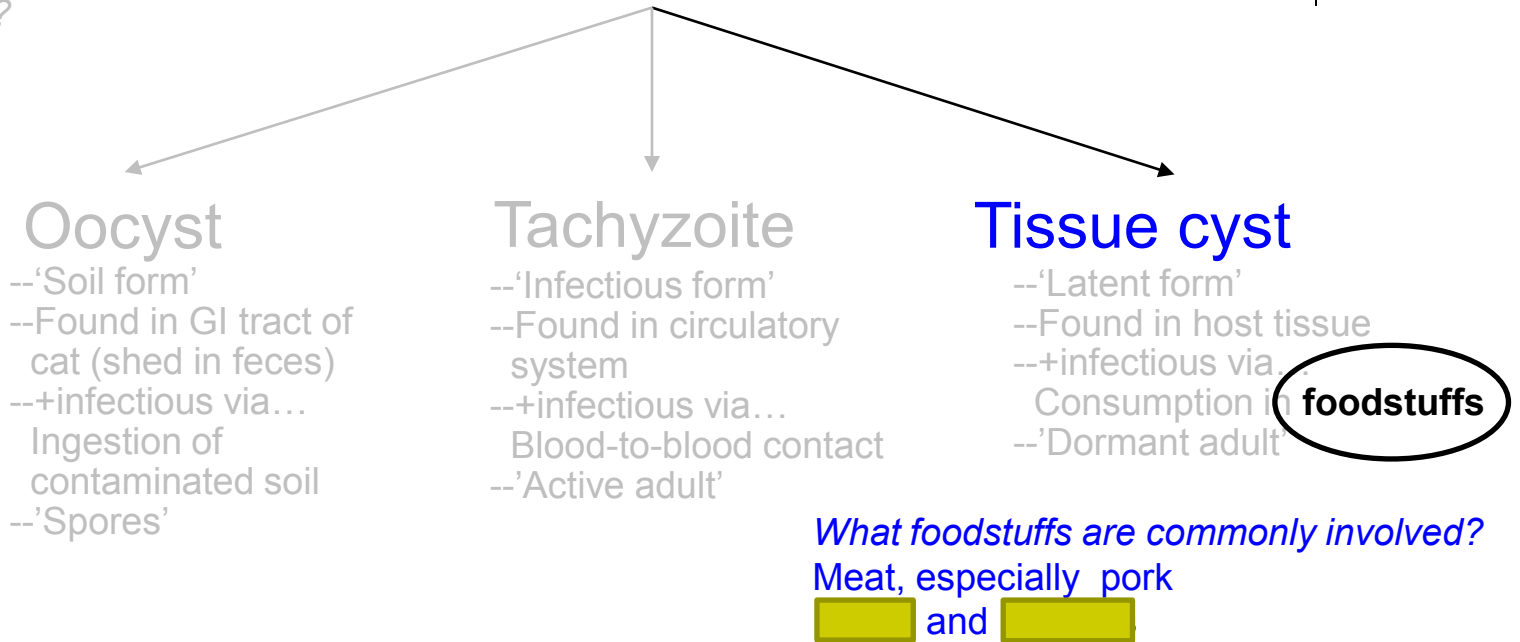 ?
Oocyst
--‘Soil form’
--Found in GI tract of
cat (shed in feces)
--+infectious via…
Ingestion of
contaminated soil
--’Spores’
Tachyzoite
--‘Infectious form’
--Found in circulatory
system
--+infectious via…
Blood-to-blood contact
--’Active adult’
Tissue cyst
--‘Latent form’
--Found in host tissue
--+infectious via…
Consumption in foodstuffs
--’Dormant adult’
What foodstuffs are commonly involved?
Meat, especially pork
and